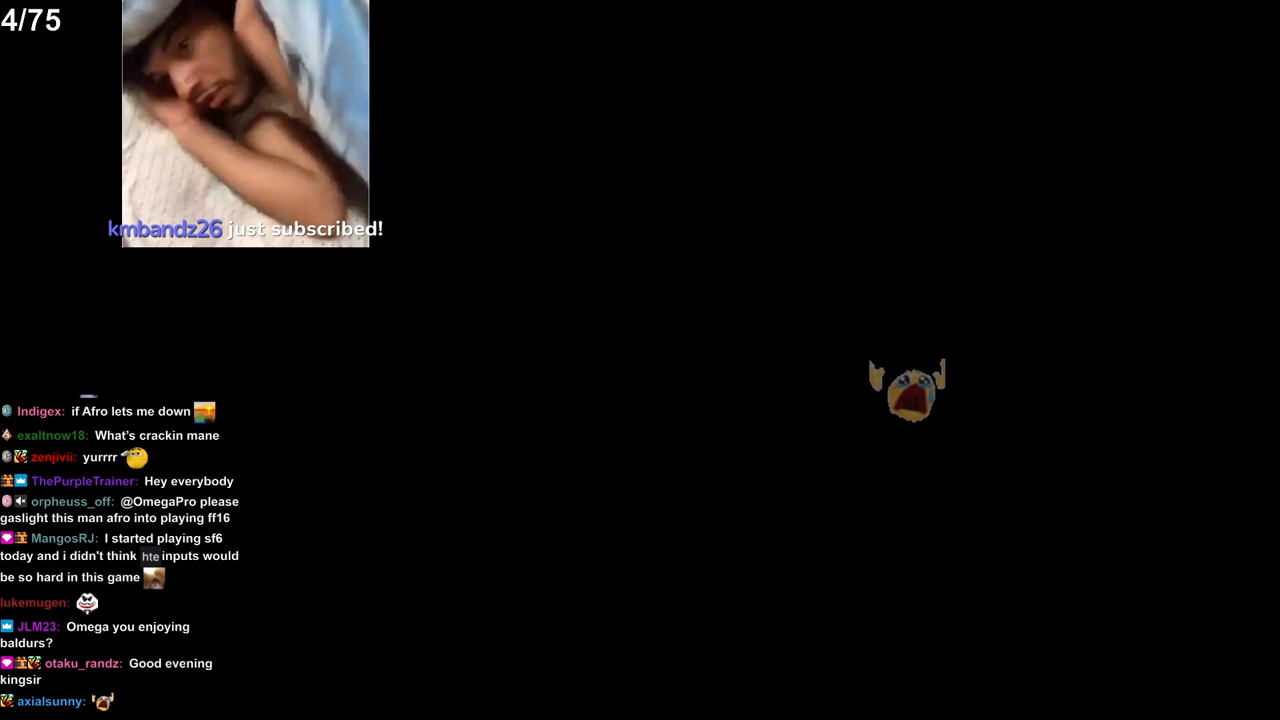 4/75
kmbandz26 just subscribed!
Indigex: if Afro lets me down
exaltnow18: What's crackin mane
zenjivii: yurrrr
ThePurpleTrainer: Hey everybody
orpheuss_off: @OmegaPro please
gaslight this man afro into playing ff16
MangosRJ: I started playing sf6
today and i didn't think hte inputs would
be so hard in this game
lukemugen:
JLM23: Omega you enjoying
baldurs?
otaku_randz: Good evening
kingsir
axialsunny: